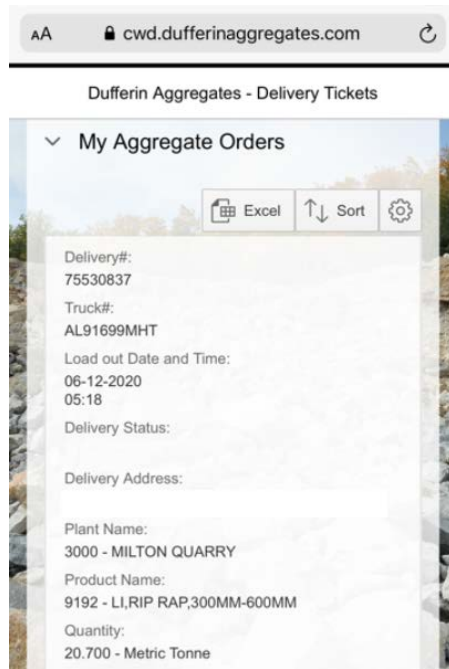 AA cwd.dufferinaggregates.com
Dufferin Aggregates - Delivery Tickets
My Aggregate Orders
Excel Sort
Delivery#:
75530837
Truck#:
AL91699MHT
Load out Date and Time:
06-12-2020
05:18
Delivery Status:
Delivery Address:
Plant Name:
3000 - MILTON QUARRY
Product Name:
9192 - LI,RIP RAP,300MM-600MM
Quantity:
20.700 - Metric Tonne